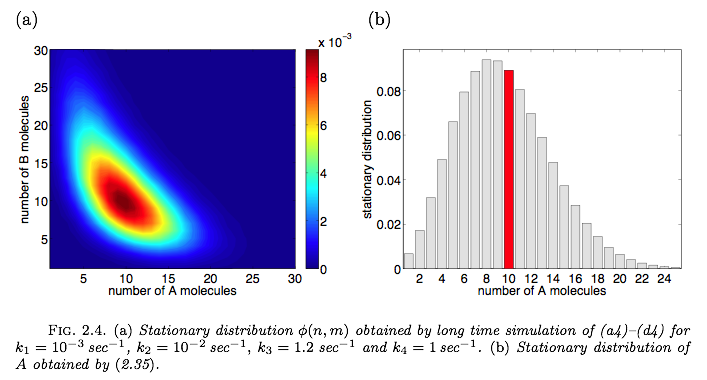 (a)
(b)
x 10⁻³
30
25
20
15
10
5
number of B molecules
5 10 15 20 25 30
number of A molecules
8
6
4
2
0
0.08
0.06
0.04
0.02
0
stationary distribution
2 4 6 8 10 12 14 16 18 20 22 24
number of A molecules
FIG. 2.4. (a) Stationary distribution ϕ(n, m) obtained by long time simulation of (a4)–(d4) for
k₁ = 10⁻³ sec⁻¹, k₂ = 10⁻² sec⁻¹, k₃ = 1.2 sec⁻¹ and k₄ = 1 sec⁻¹. (b) Stationary distribution of
A obtained by (2.35).